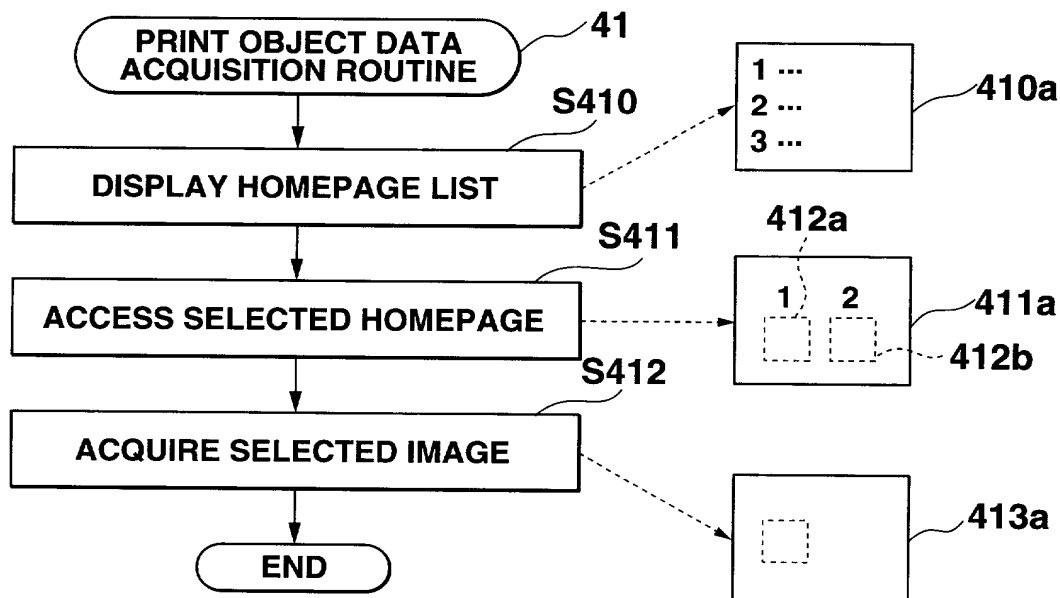 PRINT OBJECT DATA
ACQUISITION ROUTINE
41
S410
DISPLAY HOMEPAGE LIST
1 ···
2 ···
3 ···
410a
S411
ACCESS SELECTED HOMEPAGE
412a
1 2
411a
412b
S412
ACQUIRE SELECTED IMAGE
413a
END